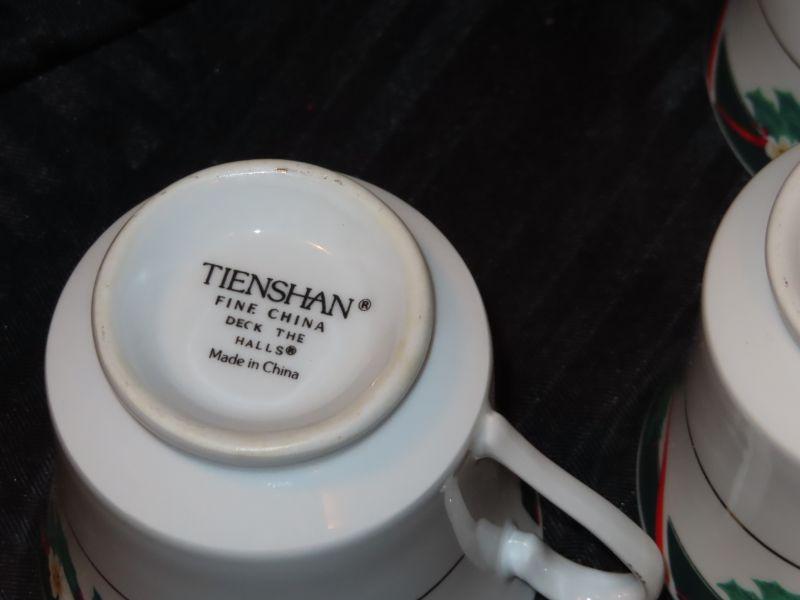 TIENSHAN®
FINE CHINA
DECK THE
HALLS®
Made in China